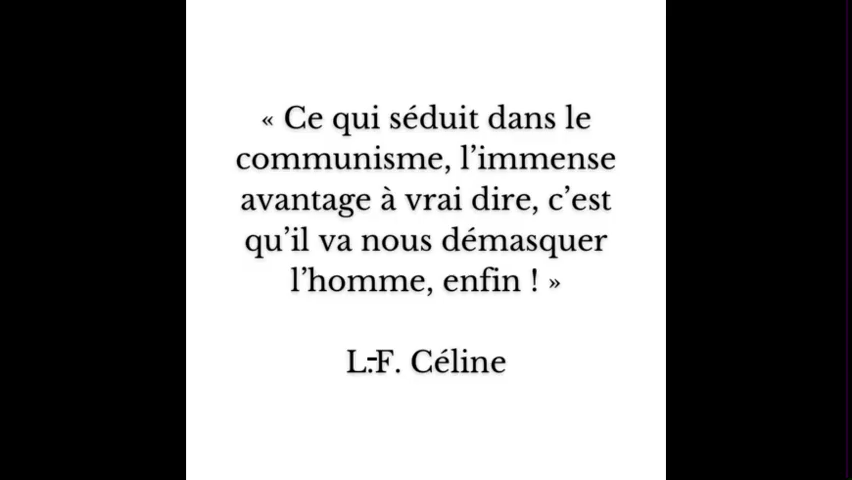 « Ce qui séduit dans le
communisme, l’immense
avantage à vrai dire, c’est
qu’il va nous démasquer
l’homme, enfin ! »
L.-F. Céline